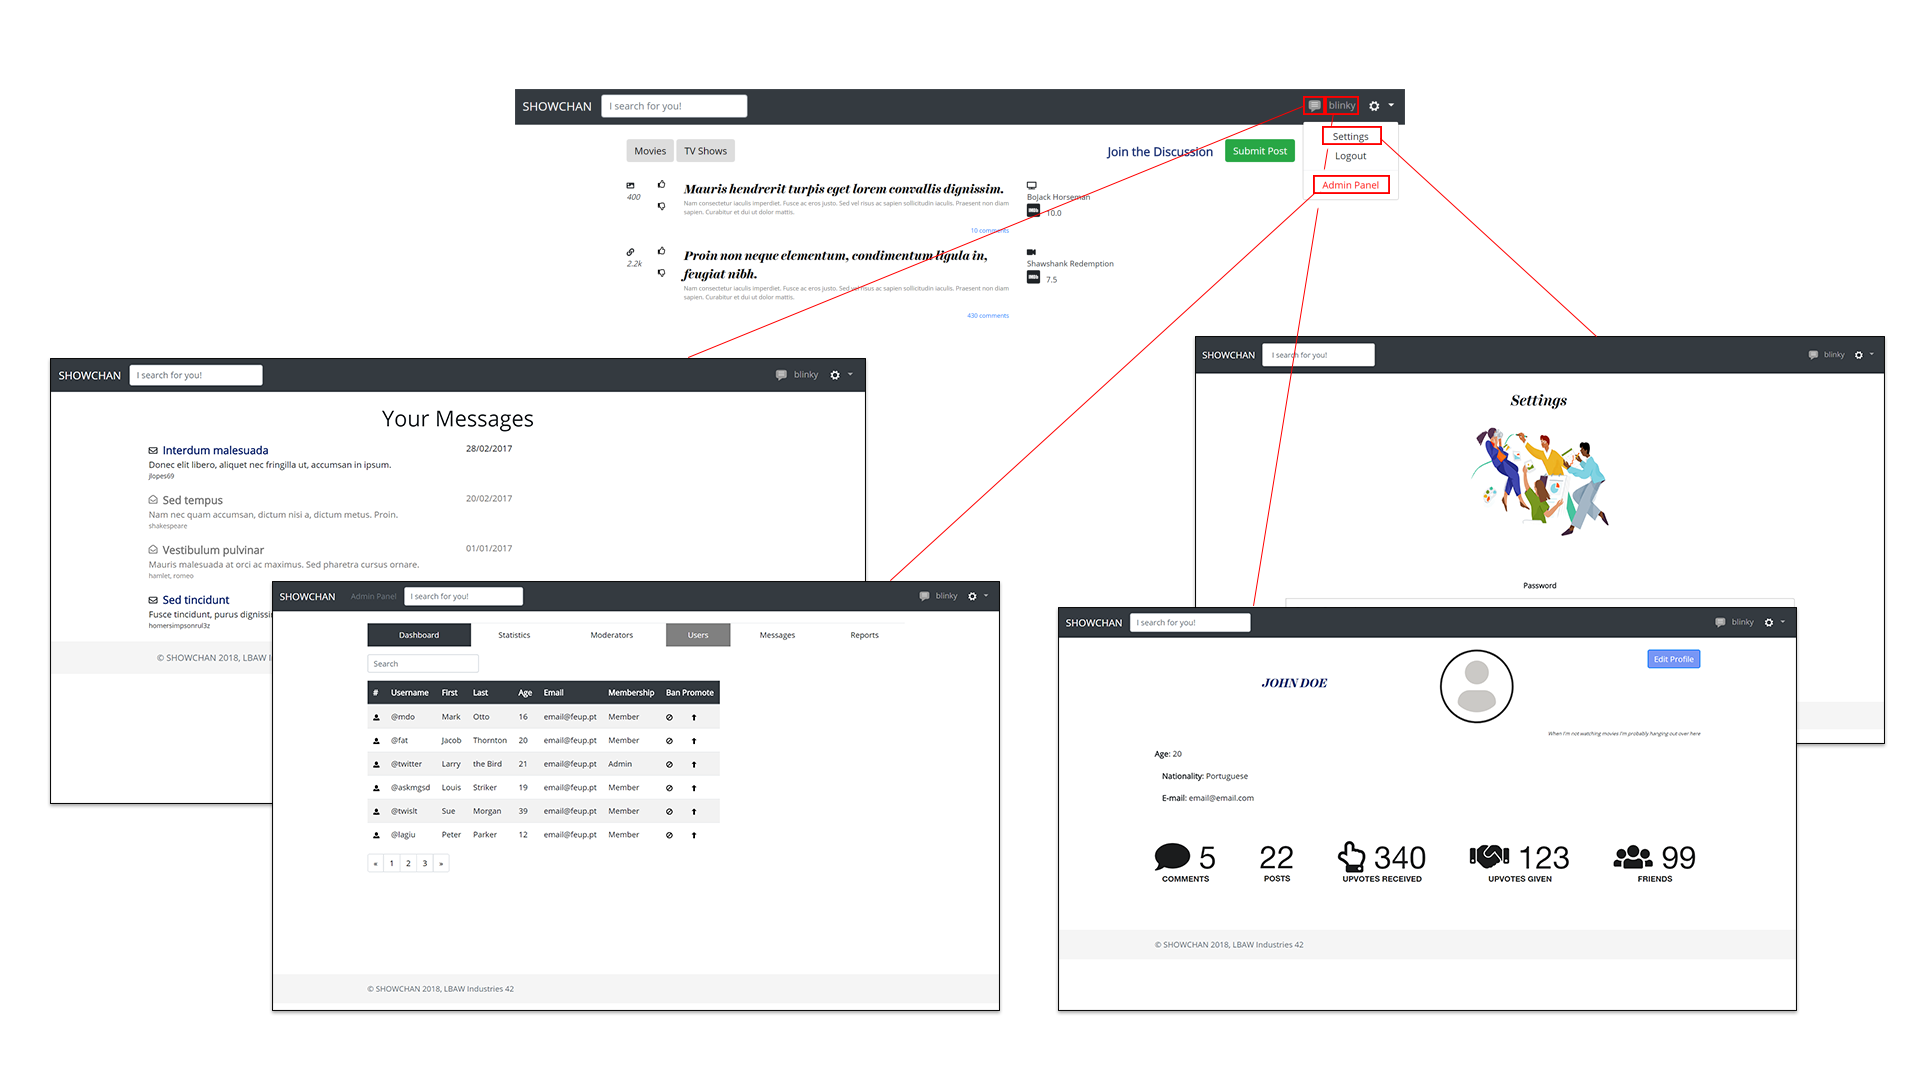 SHOWCHAN I search for you! blinky
Settings
Logout
Admin Panel
Movies TV Shows Join the Discussion Submit Post
400
Mauris hendrerit turpis eget lorem convallis dignissim.
Nam consectetur iaculis imperdiet. Fusce ac eros justo. Sed vel risus ac sapien sollicitudin iaculis. Praesent non diam
sapien. Curabitur et dui ut dolor mattis.
10 comments
BoJack Horseman
10.0
2.2k
Proin non neque elementum, condimentum ligula in,
feugiat nibh.
Nam consectetur iaculis imperdiet. Fusce ac eros justo. Sed vel risus ac sapien sollicitudin iaculis. Praesent non diam
sapien. Curabitur et dui ut dolor mattis.
430 comments
Shawshank Redemption
7.5
SHOWCHAN I search for you! blinky
Your Messages
Interdum malesuada 28/02/2017
Donec elit libero, aliquet nec fringilla ut, accumsan in ipsum.
jlopes69
Sed tempus 20/02/2017
Nam nec quam accumsan, dictum nisi a, dictum metus. Proin.
shakespeare
Vestibulum pulvinar 01/01/2017
Mauris malesuada at orci ac maximus. Sed pharetra cursus ornare.
hamlet, romeo
Sed tincidunt
Fusce tincidunt, purus dignissi
homersimpsonrul3z
© SHOWCHAN 2018, LBAW I
SHOWCHAN I search for you! blinky
Settings
Password
SHOWCHAN Admin Panel I search for you! blinky
Dashboard Statistics Moderators Users Messages Reports
Search
# Username First Last Age Email Membership Ban Promote
@mdo Mark Otto 16 email@feup.pt Member
@fat Jacob Thornton 20 email@feup.pt Member
@twitter Larry the Bird 21 email@feup.pt Admin
@askmgsd Louis Striker 19 email@feup.pt Member
@twislt Sue Morgan 39 email@feup.pt Member
@lagiu Peter Parker 12 email@feup.pt Member
« 1 2 3 »
© SHOWCHAN 2018, LBAW Industries 42
SHOWCHAN I search for you! blinky
JOHN DOE
Edit Profile
When I'm not watching movies I'm probably hanging out over here
Age: 20
Nationality: Portuguese
E-mail: email@email.com
5 22 340 123 99
COMMENTS POSTS UPVOTES RECEIVED UPVOTES GIVEN FRIENDS
© SHOWCHAN 2018, LBAW Industries 42